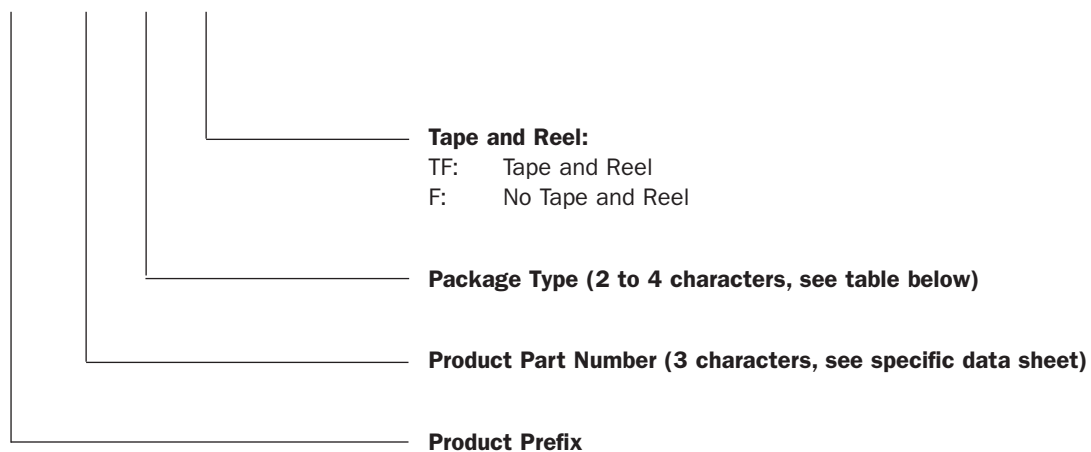 Tape and Reel:
TF: Tape and Reel
F: No Tape and Reel
Package Type (2 to 4 characters, see table below)
Product Part Number (3 characters, see specific data sheet)
Product Prefix